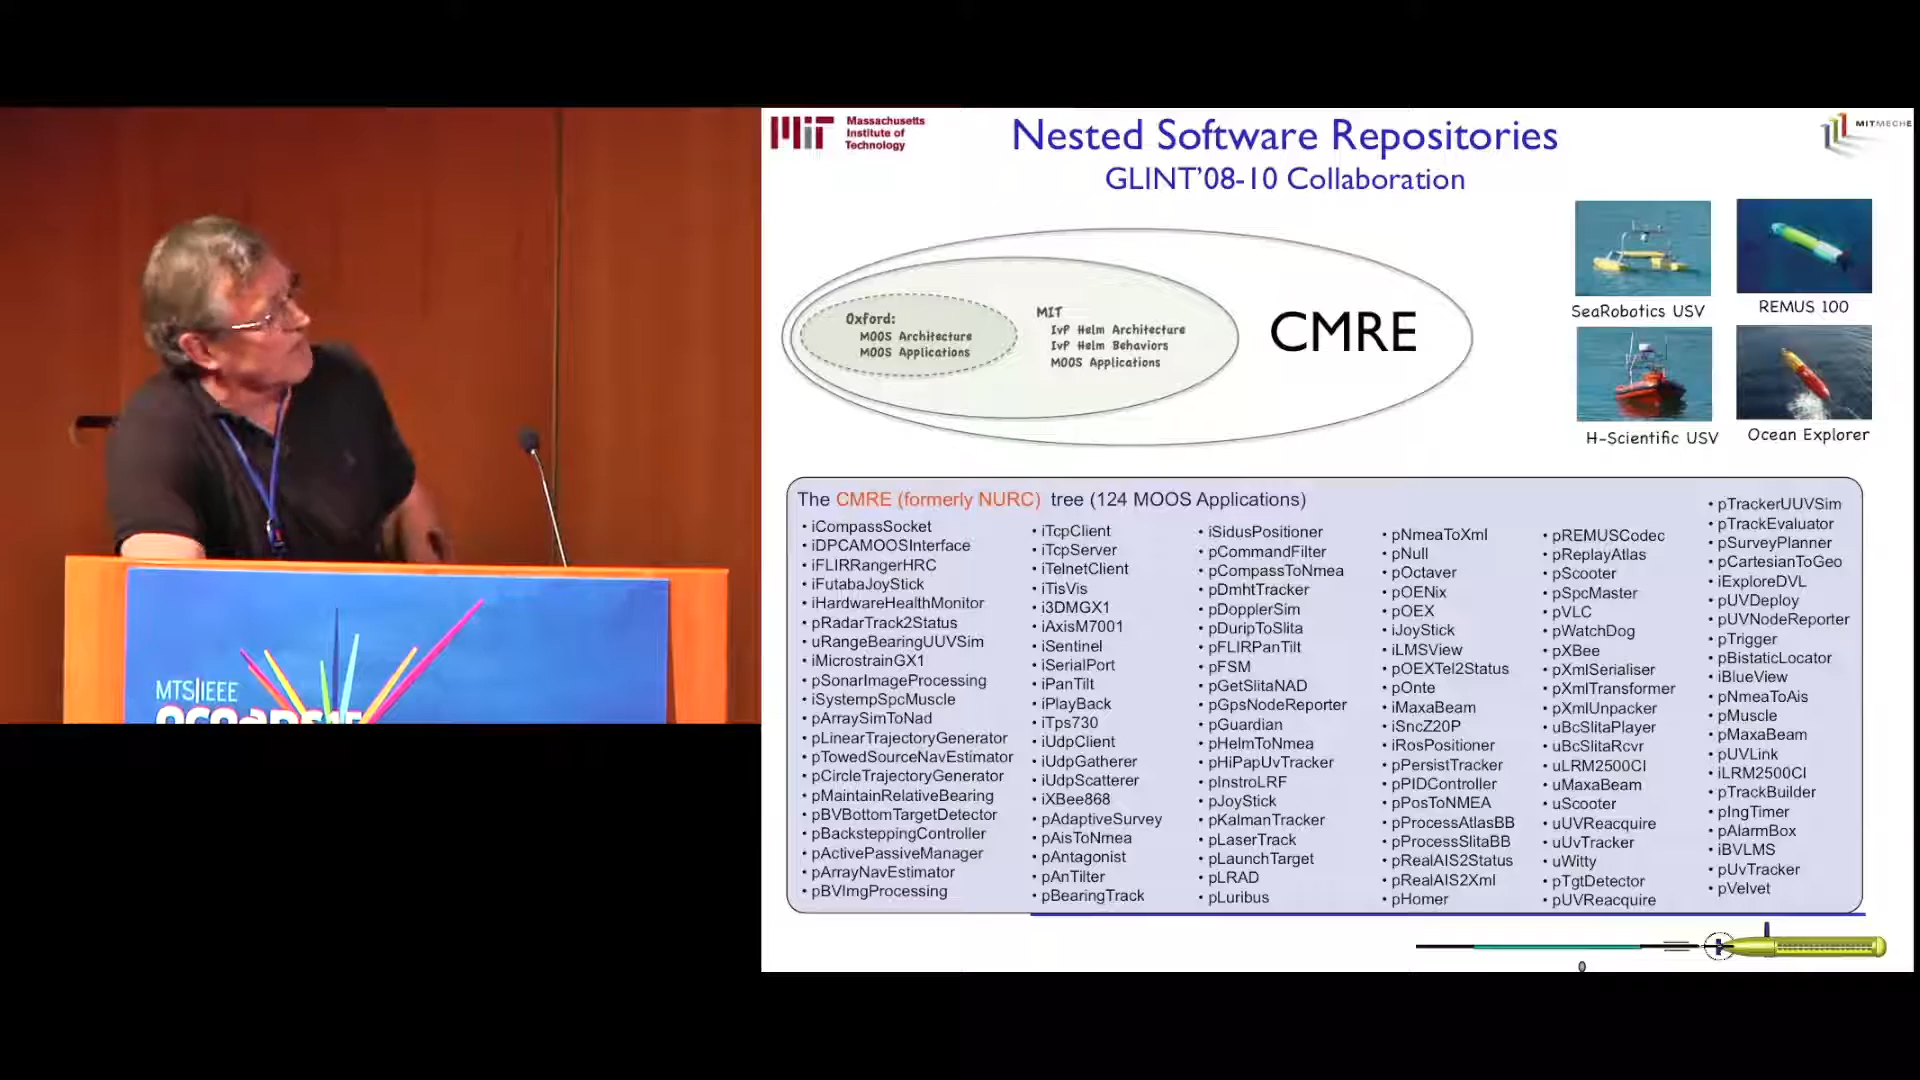 MTS|IEEE
OCEANS'15
Massachusetts
Institute of
Technology
Nested Software Repositories
GLINT'08-10 Collaboration
MITMECHE
Oxford:
MOOS Architecture
MOOS Applications
MIT
IvP Helm Architecture
IvP Helm Behaviors
MOOS Applications
CMRE
SeaRobotics USV
REMUS 100
H-Scientific USV
Ocean Explorer
The CMRE (formerly NURC) tree (124 MOOS Applications)
• iCompassSocket
• iDPCAMOOSInterface
• iFLIRRangerHRC
• iFutabaJoyStick
• iHardwareHealthMonitor
• pRadarTrack2Status
• uRangeBearingUUVSim
• iMicrostrainGX1
• pSonarImageProcessing
• iSystempSpcMuscle
• pArraySimToNad
• pLinearTrajectoryGenerator
• pTowedSourceNavEstimator
• pCircleTrajectoryGenerator
• pMaintainRelativeBearing
• pBVBottomTargetDetector
• pBacksteppingController
• pActivePassiveManager
• pArrayNavEstimator
• pBVImgProcessing
• iTcpClient
• iTcpServer
• iTelnetClient
• iTisVis
• i3DMGX1
• iAxisM7001
• iSentinel
• iSerialPort
• iPanTilt
• iPlayBack
• iTps730
• iUdpClient
• iUdpGatherer
• iUdpScatterer
• iXBee868
• pAdaptiveSurvey
• pAisToNmea
• pAntagonist
• pAnTilter
• pBearingTrack
• iSidusPositioner
• pCommandFilter
• pCompassToNmea
• pDmhtTracker
• pDopplerSim
• pDuripToSlita
• pFLIRPanTilt
• pFSM
• pGetSlitaNAD
• pGpsNodeReporter
• pGuardian
• pHelmToNmea
• pHiPapUvTracker
• pInstroLRF
• pJoyStick
• pKalmanTracker
• pLaserTrack
• pLaunchTarget
• pLRAD
• pLuribus
• pNmeaToXml
• pNull
• pOctaver
• pOENix
• pOEX
• iJoyStick
• iLMSView
• pOEXTel2Status
• pOnte
• iMaxaBeam
• iSncZ20P
• iRosPositioner
• pPersistTracker
• pPIDController
• pPosToNMEA
• pProcessAtlasBB
• pProcessSlitaBB
• pRealAIS2Status
• pRealAIS2Xml
• pHomer
• pREMUSCodec
• pReplayAtlas
• pScooter
• pSpcMaster
• pVLC
• pWatchDog
• pXBee
• pXmlSerialiser
• pXmlTransformer
• pXmlUnpacker
• uBcSlitaPlayer
• uBcSlitaRcvr
• uLRM2500CI
• uMaxaBeam
• uScooter
• uUVReacquire
• uUvTracker
• uWitty
• pTgtDetector
• pUVReacquire
• pTrackerUUVSim
• pTrackEvaluator
• pSurveyPlanner
• pCartesianToGeo
• iExploreDVL
• pUVDeploy
• pUVNodeReporter
• pTrigger
• pBistaticLocator
• iBlueView
• pNmeaToAis
• pMuscle
• pMaxaBeam
• pUVLink
• iLRM2500CI
• pTrackBuilder
• pIngTimer
• pAlarmBox
• iBVLMS
• pUvTracker
• pVelvet